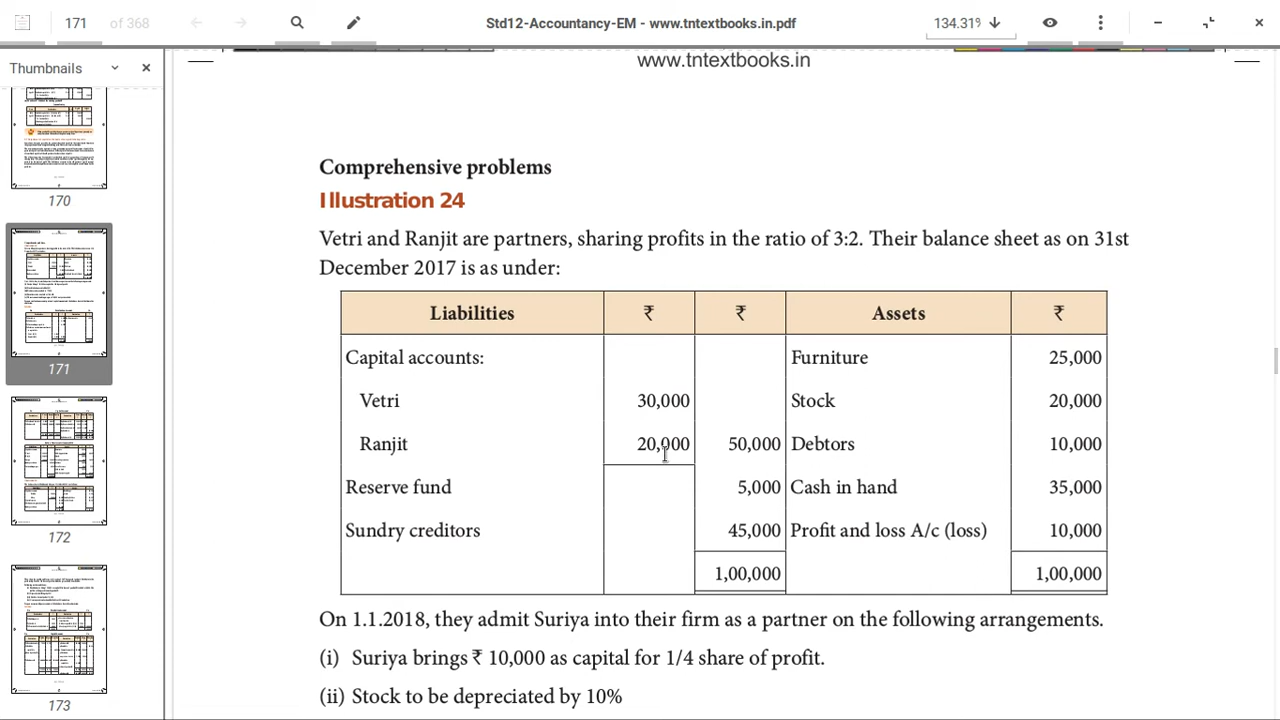 171 of 368
Std12-Accountancy-EM - www.tntextbooks.in.pdf
134.31%
Thumbnails
170
171
172
173
www.tntextbooks.in
Comprehensive problems
Illustration 24
Vetri and Ranjit are partners, sharing profits in the ratio of 3:2. Their balance sheet as on 31st
December 2017 is as under:
Liabilities ₹ ₹ Assets ₹
Capital accounts: Furniture 25,000
Vetri 30,000 Stock 20,000
Ranjit 20,000 50,000 Debtors 10,000
Reserve fund 5,000 Cash in hand 35,000
Sundry creditors 45,000 Profit and loss A/c (loss) 10,000
1,00,000 1,00,000
On 1.1.2018, they admit Suriya into their firm as a partner on the following arrangements.
(i) Suriya brings ₹ 10,000 as capital for 1/4 share of profit.
(ii) Stock to be depreciated by 10%